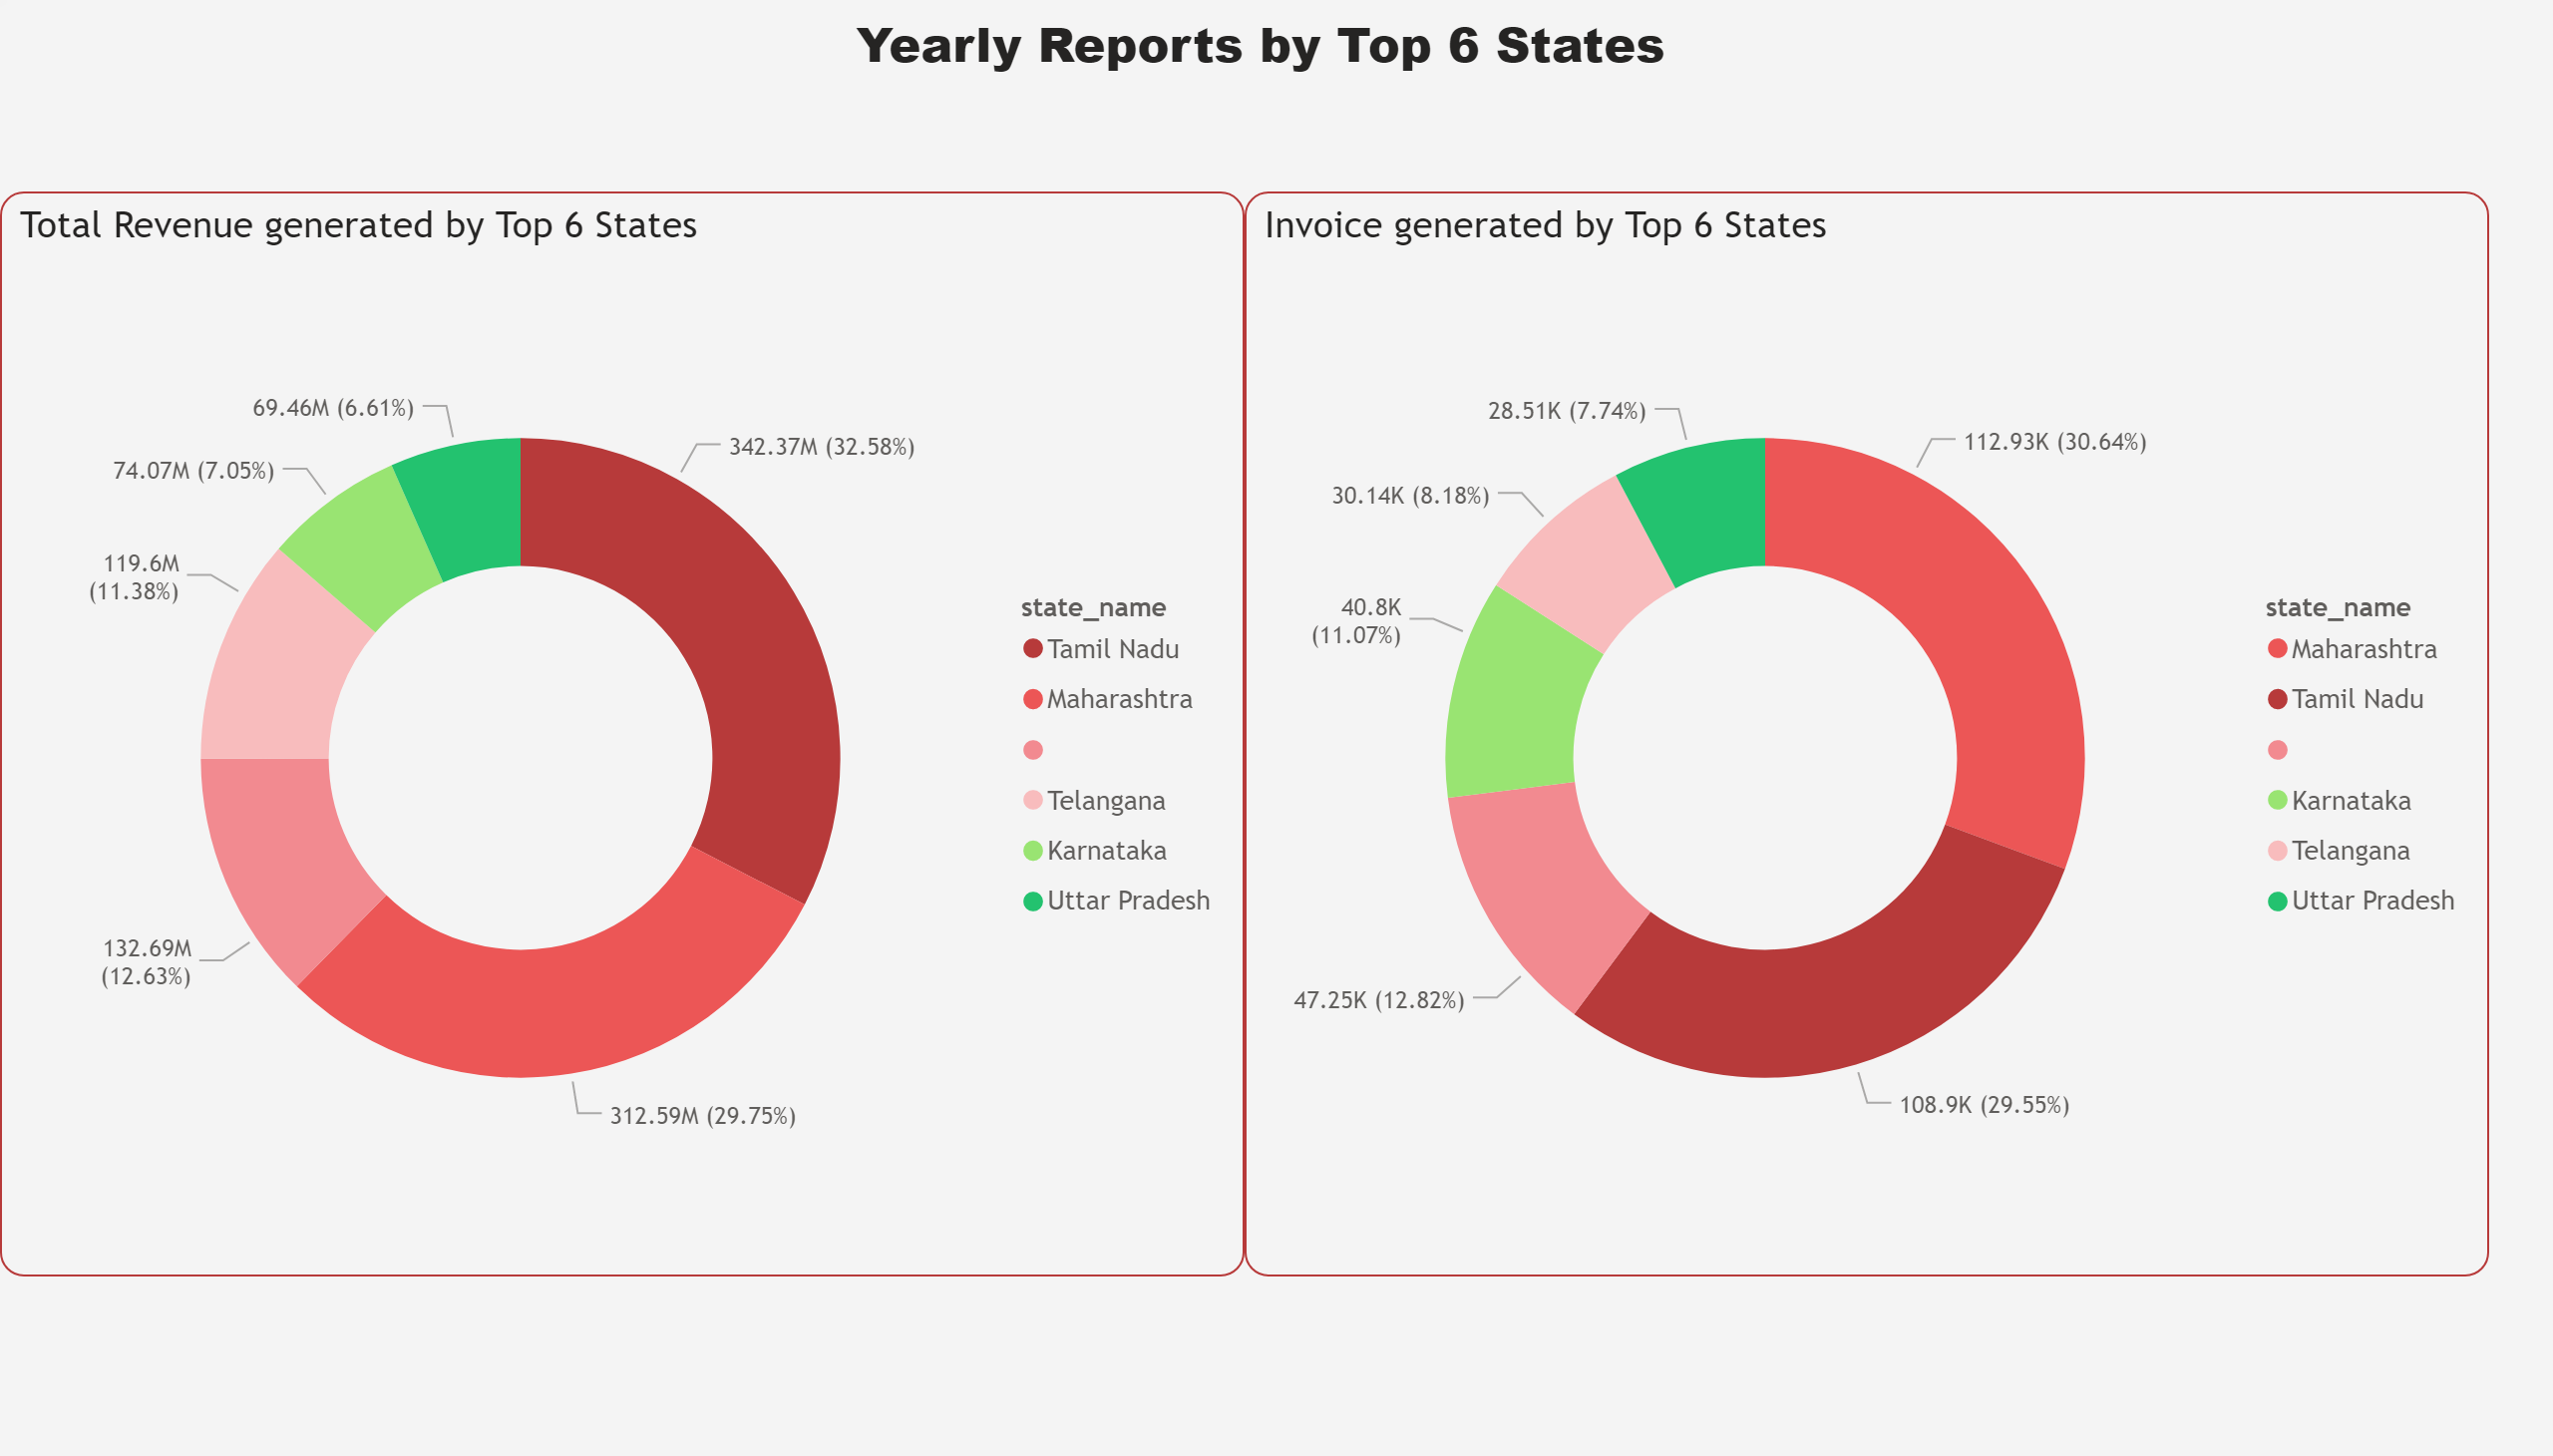 Yearly Reports by Top 6 States
Total Revenue generated by Top 6 States
69.46M (6.61%)
342.37M (32.58%)
74.07M (7.05%)
119.6M
(11.38%)
132.69M
(12.63%)
312.59M (29.75%)
state_name
Tamil Nadu
Maharashtra
Telangana
Karnataka
Uttar Pradesh
Invoice generated by Top 6 States
28.51K (7.74%)
112.93K (30.64%)
30.14K (8.18%)
40.8K
(11.07%)
47.25K (12.82%)
108.9K (29.55%)
state_name
Maharashtra
Tamil Nadu
Karnataka
Telangana
Uttar Pradesh